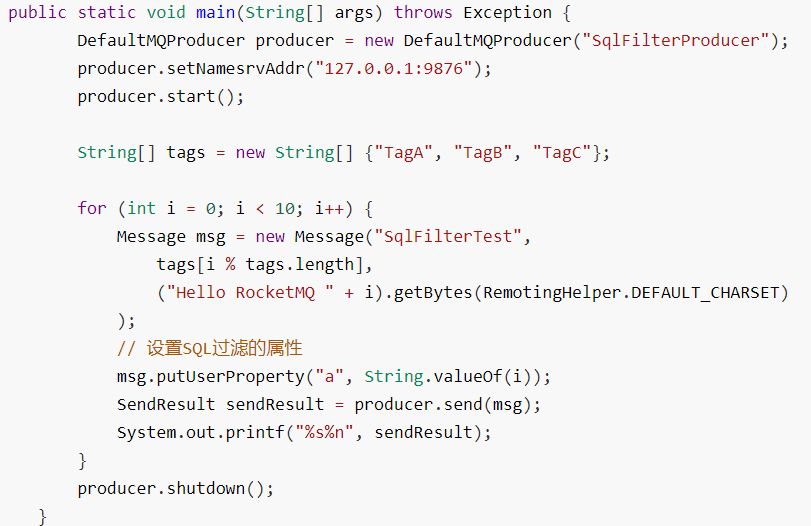 public static void main(String[] args) throws Exception {
DefaultMQProducer producer = new DefaultMQProducer("SqlFilterProducer");
producer.setNamesrvAddr("127.0.0.1:9876");
producer.start();
String[] tags = new String[] {"TagA", "TagB", "TagC"};
for (int i = 0; i < 10; i++) {
Message msg = new Message("SqlFilterTest",
tags[i % tags.length],
("Hello RocketMQ " + i).getBytes(RemotingHelper.DEFAULT_CHARSET)
);
// 设置SQL过滤的属性
msg.putUserProperty("a", String.valueOf(i));
SendResult sendResult = producer.send(msg);
System.out.printf("%s%n", sendResult);
}
producer.shutdown();
}